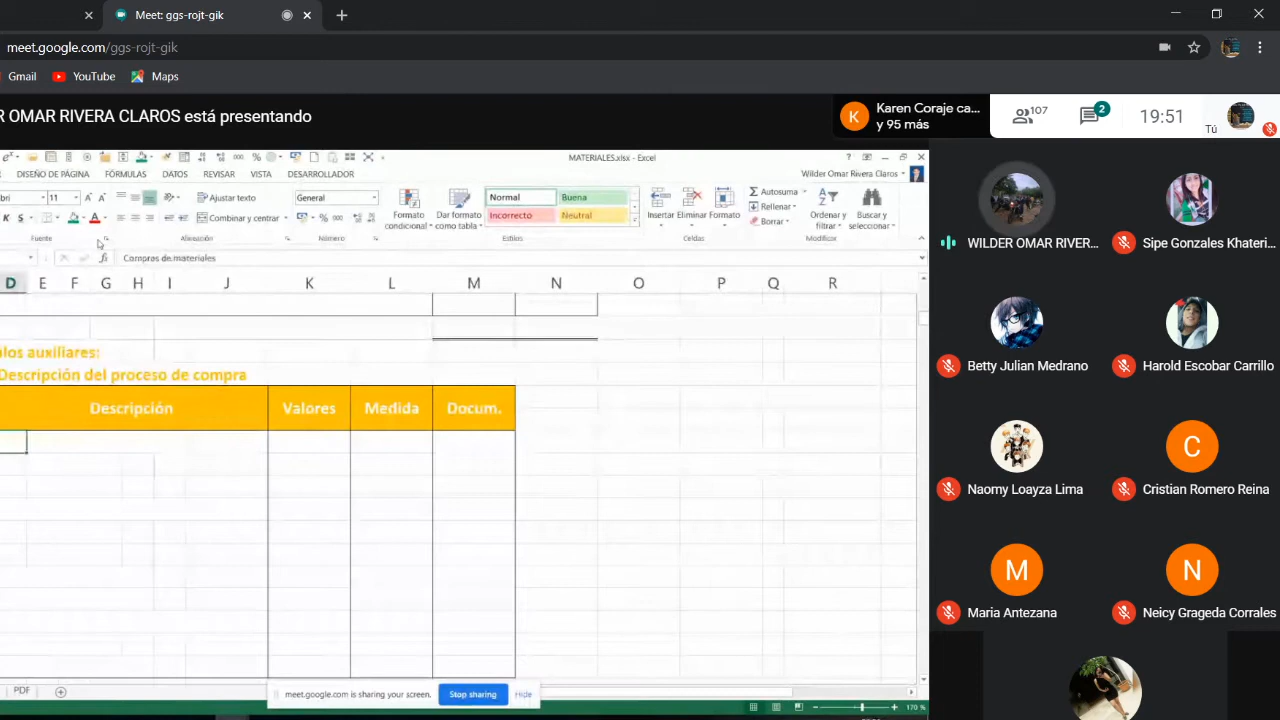 Meet: ggs-rojt-gik
meet.google.com/ggs-rojt-gik
Gmail YouTube Maps
R OMAR RIVERA CLAROS está presentando
Karen Coraje ca...
y 95 más
107
2
19:51
Tú
MATERIALES.xlsx - Excel
DISEÑO DE PÁGINA FÓRMULAS DATOS REVISAR VISTA DESARROLLADOR
Wilder Omar Rivera Claros
11 Ajustar texto General
Combinar y centrar
Formato condicional
Dar formato como tabla
Normal Buena
Incorrecto Neutral
Insertar Eliminar Formato
Autosuma
Rellenar
Borrar
Ordenar y filtrar
Buscar y seleccionar
Fuente Alineación Número Estilos Celdas Modificar
Compras de materiales
D E F G H I J K L M N O P Q R
los auxiliares:
Descripción del proceso de compra
Descripción Valores Medida Docum.
PDF
meet.google.com is sharing your screen. Stop sharing Hide
170 %
WILDER OMAR RIVER...
Sipe Gonzales Khateri...
Betty Julian Medrano
Harold Escobar Carrillo
Naomy Loayza Lima
C
Cristian Romero Reina
M
Maria Antezana
N
Neicy Grageda Corrales
K